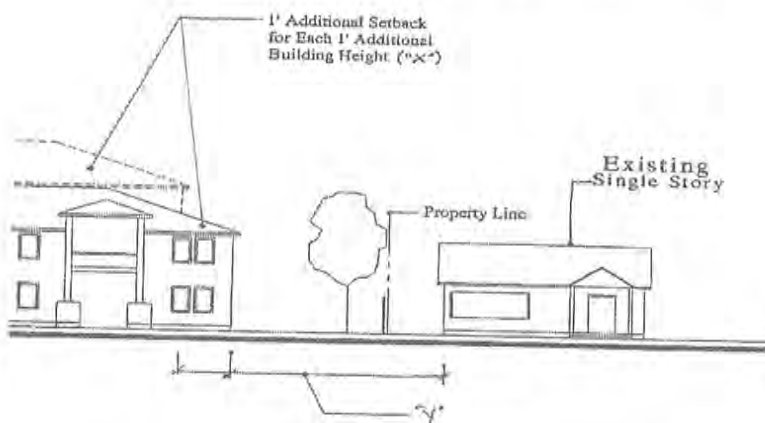 1' Additional Setback
for Each 1' Additional
Building Height ("X")
Existing
Single Story
Property Line
"Y"